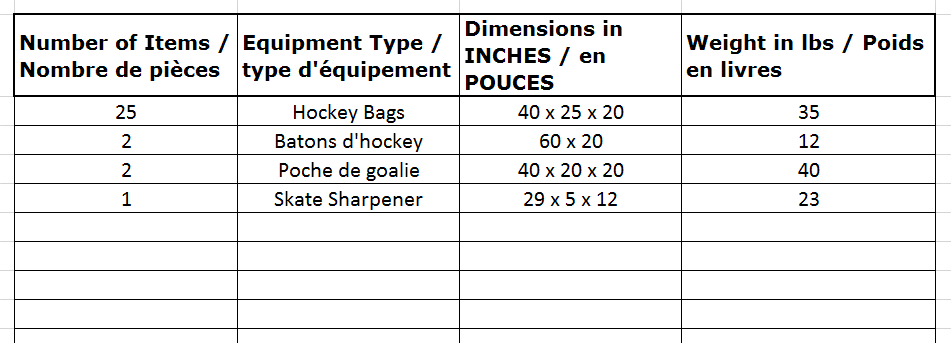 Number of Items / Nombre de pièces | Equipment Type / type d'équipement | Dimensions in INCHES / en POUCES | Weight in lbs / Poids en livres
25 | Hockey Bags | 40 x 25 x 20 | 35
2 | Batons d'hockey | 60 x 20 | 12
2 | Poche de goalie | 40 x 20 x 20 | 40
1 | Skate Sharpener | 29 x 5 x 12 | 23